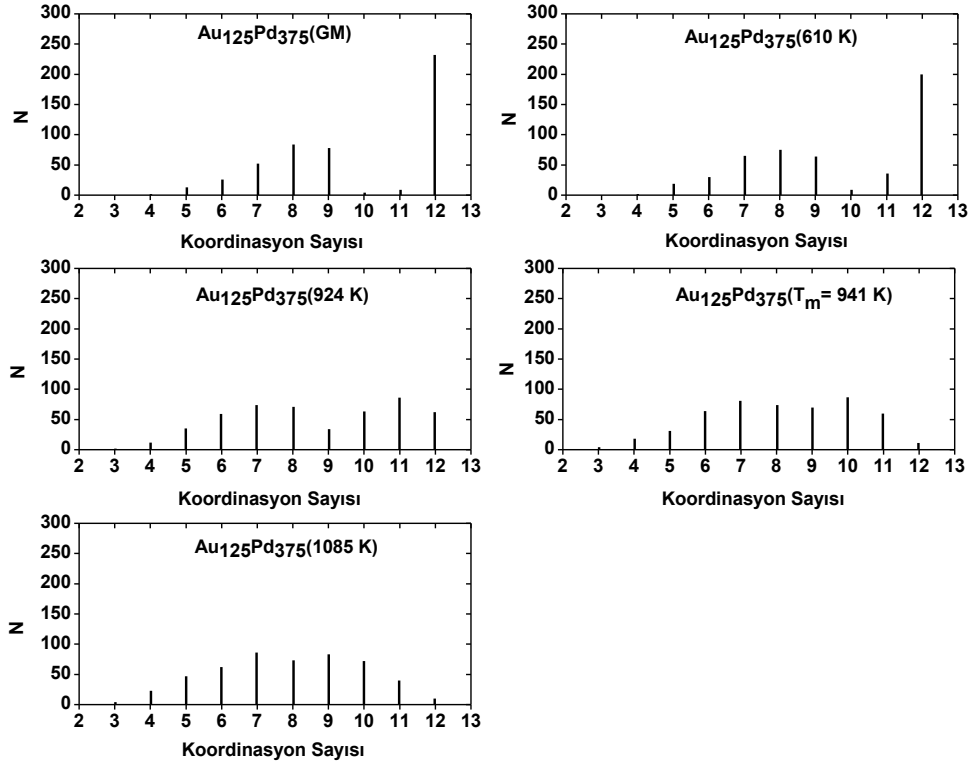 Au125Pd375(GM)
300
250
200
150
100
50
0
N
2 3 4 5 6 7 8 9 10 11 12 13
Koordinasyon Sayısı
Au125Pd375(610 K)
300
250
200
150
100
50
0
N
2 3 4 5 6 7 8 9 10 11 12 13
Koordinasyon Sayısı
Au125Pd375(924 K)
300
250
200
150
100
50
0
N
2 3 4 5 6 7 8 9 10 11 12 13
Koordinasyon Sayısı
Au125Pd375(Tm= 941 K)
300
250
200
150
100
50
0
N
2 3 4 5 6 7 8 9 10 11 12 13
Koordinasyon Sayısı
Au125Pd375(1085 K)
300
250
200
150
100
50
0
N
2 3 4 5 6 7 8 9 10 11 12 13
Koordinasyon Sayısı